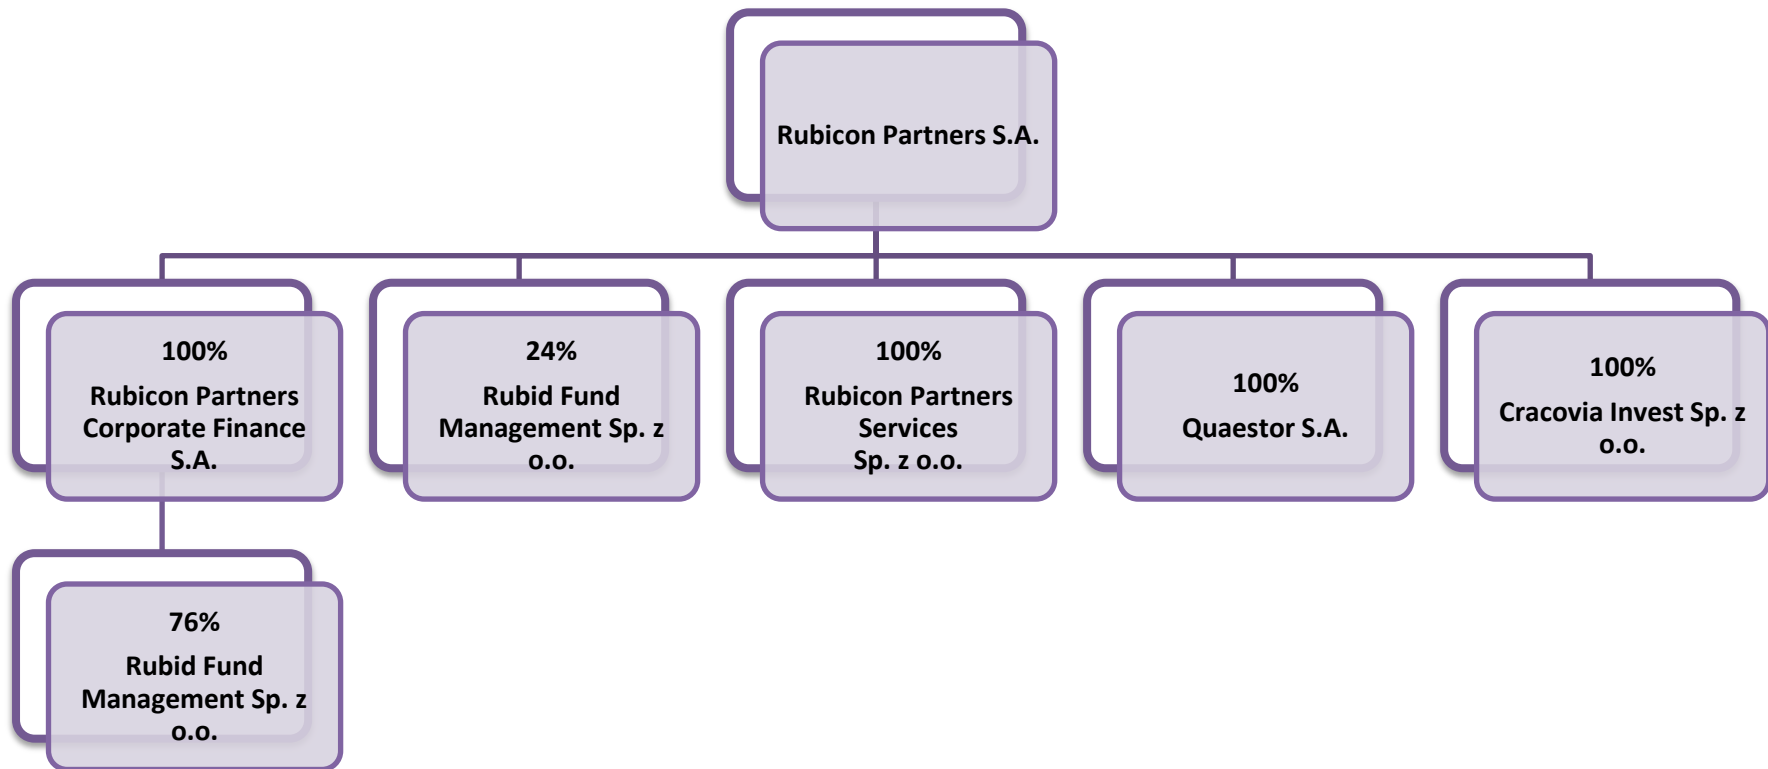 Rubicon Partners S.A.
100%
Rubicon Partners
Corporate Finance
S.A.
24%
Rubid Fund
Management Sp. z
o.o.
100%
Rubicon Partners
Services
Sp. z o.o.
100%
Quaestor S.A.
100%
Cracovia Invest Sp. z
o.o.
76%
Rubid Fund
Management Sp. z
o.o.